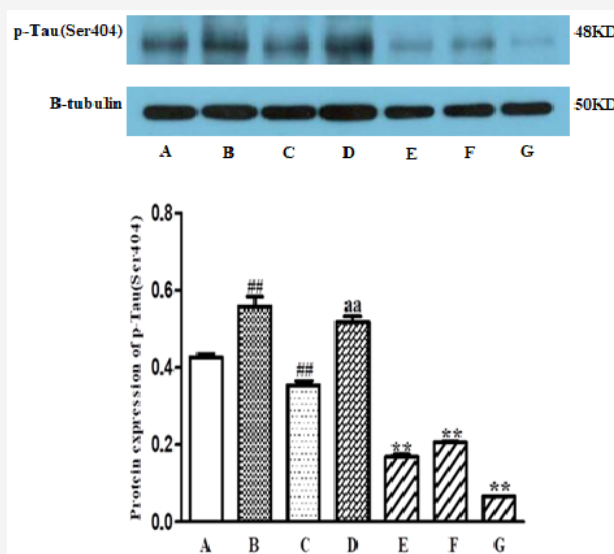 p-Tau(Ser404) 48KD
B-tubulin 50KD
A B C D E F G
Protein expression of p-Tau(Ser404)
0.8
0.6
0.4
0.2
0.0
##
##
aa
**
**
**
A B C D E F G